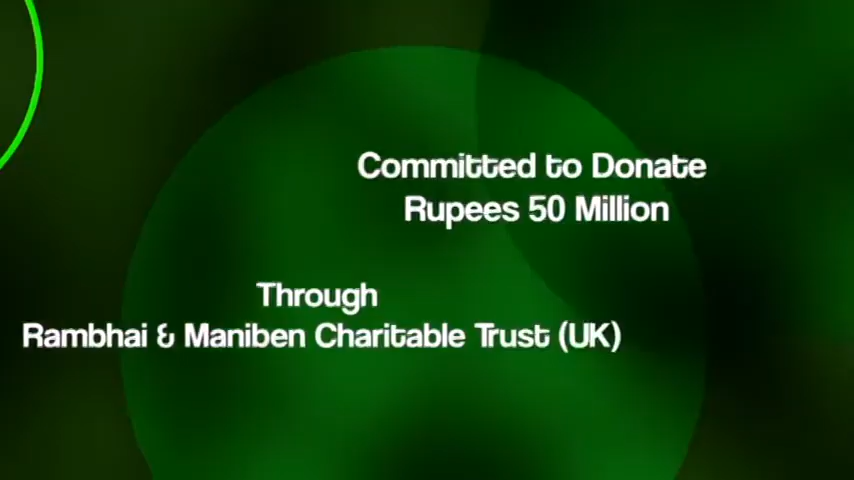 Committed to Donate
Rupees 50 Million
Through
Rambhai & Maniben Charitable Trust (UK)